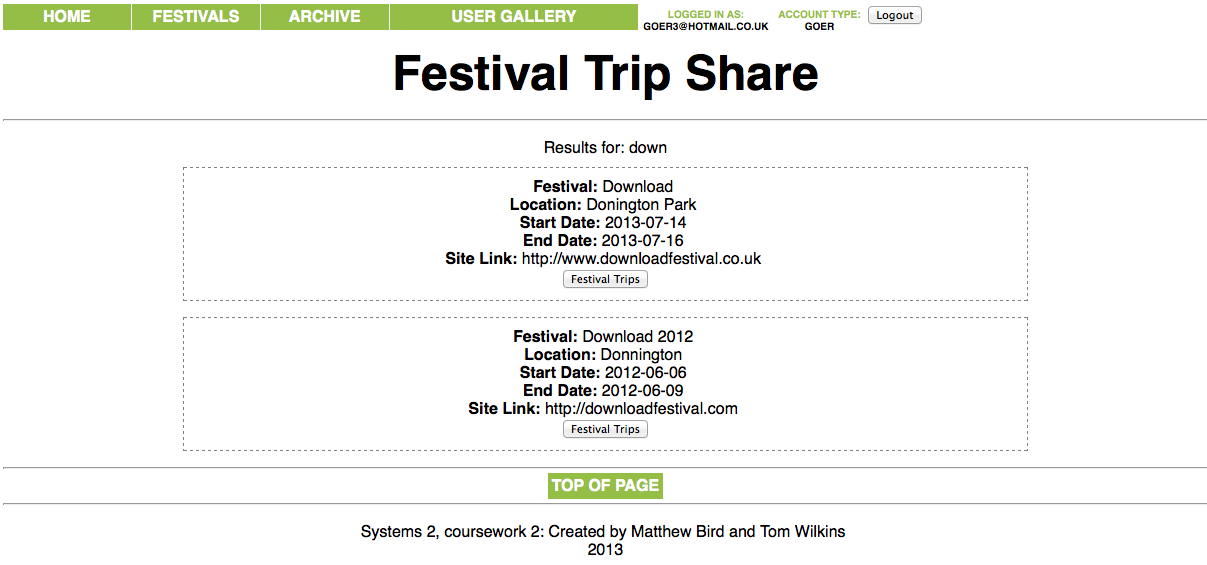 HOME FESTIVALS ARCHIVE USER GALLERY LOGGED IN AS: ACCOUNT TYPE: Logout
GOER3@HOTMAIL.CO.UK GOER
Festival Trip Share
Results for: down
Festival: Download
Location: Donington Park
Start Date: 2013-07-14
End Date: 2013-07-16
Site Link: http://www.downloadfestival.co.uk
Festival Trips
Festival: Download 2012
Location: Donnington
Start Date: 2012-06-06
End Date: 2012-06-09
Site Link: http://downloadfestival.com
Festival Trips
TOP OF PAGE
Systems 2, coursework 2: Created by Matthew Bird and Tom Wilkins
2013